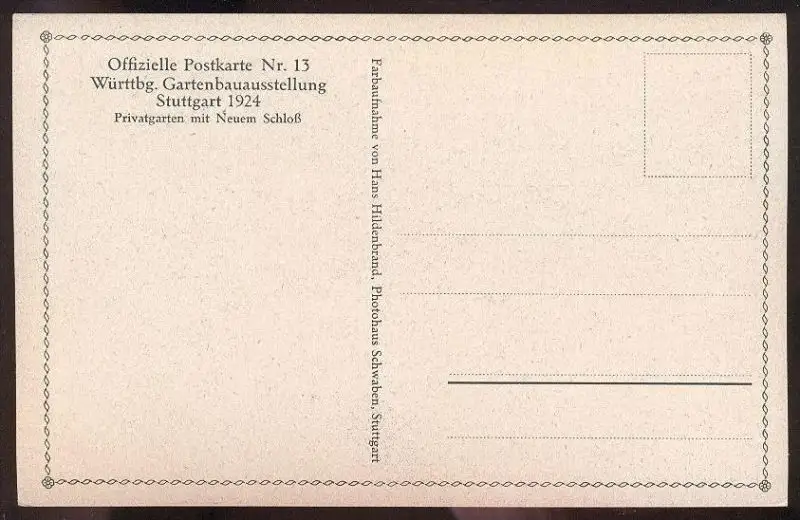 Offizielle Postkarte Nr. 13
Württbg. Gartenbauausstellung
Stuttgart 1924
Privatgarten mit Neuem Schloß
Farbaufnahme von Hans Hildenbrand, Photohaus Schwaben, Stuttgart